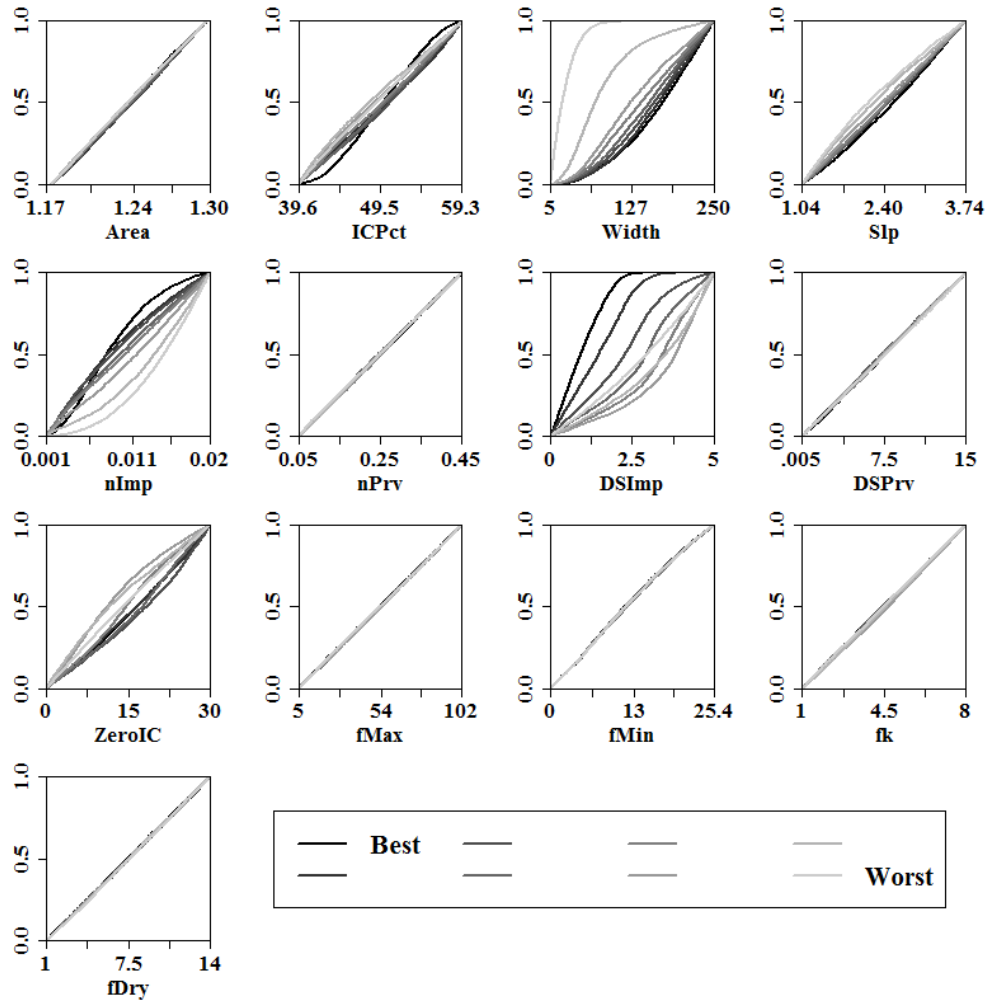 0.0 0.5 1.0
1.17 1.24 1.30
Area
0.0 0.5 1.0
39.6 49.5 59.3
ICPct
0.0 0.5 1.0
5 127 250
Width
0.0 0.5 1.0
1.04 2.40 3.74
Slp
0.0 0.5 1.0
0.001 0.011 0.02
nImp
0.0 0.5 1.0
0.05 0.25 0.45
nPrv
0.0 0.5 1.0
0 2.5 5
DSImp
0.0 0.5 1.0
.005 7.5 15
DSPrv
0.0 0.5 1.0
0 15 30
ZeroIC
0.0 0.5 1.0
5 54 102
fMax
0.0 0.5 1.0
0 13 25.4
fMin
0.0 0.5 1.0
1 4.5 8
fk
0.0 0.5 1.0
1 7.5 14
fDry
Best
Worst